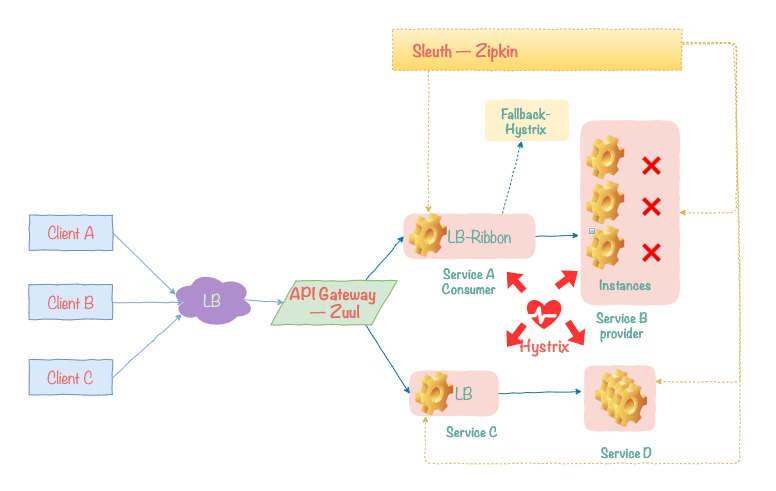 Sleuth — Zipkin
Fallback-
Hystrix
Client A
LB-Ribbon
Service A
Consumer
Instances
Service B
provider
Client B
LB
API Gateway
— Zuul
Hystrix
Client C
LB
Service C
Service D